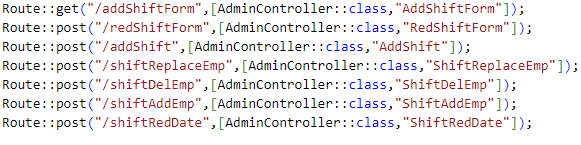 Route::get("/addShiftForm",[AdminController::class,"AddShiftForm"]);
Route::post("/redShiftForm",[AdminController::class,"RedShiftForm"]);
Route::post("/addShift",[AdminController::class,"AddShift"]);
Route::post("/shiftReplaceEmp",[AdminController::class,"ShiftReplaceEmp"]);
Route::post("/shiftDelEmp",[AdminController::class,"ShiftDelEmp"]);
Route::post("/shiftAddEmp",[AdminController::class,"ShiftAddEmp"]);
Route::post("/shiftRedDate",[AdminController::class,"ShiftRedDate"]);